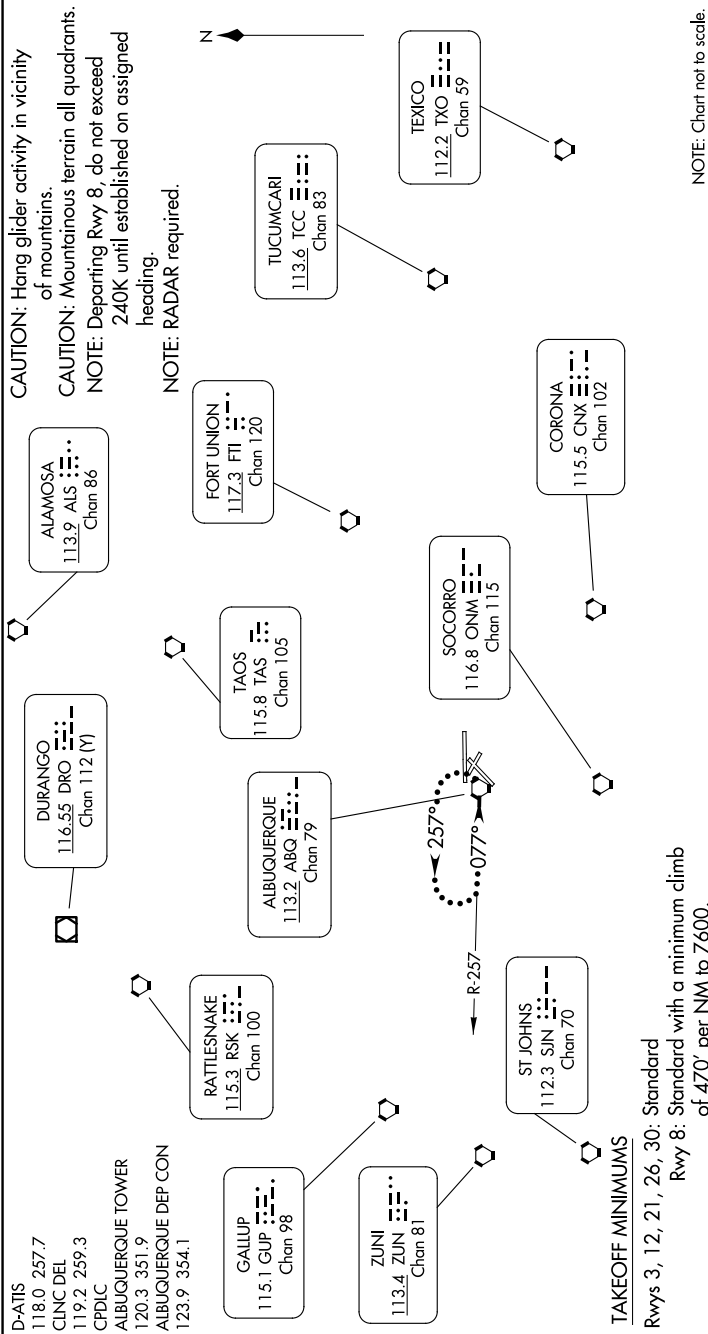 D-ATIS
118.0 257.7
CLNC DEL
119.2 259.3
CPDLC
ALBUQUERQUE TOWER
120.3 351.9
ALBUQUERQUE DEP CON
123.9 354.1
CAUTION: Hang glider activity in vicinity
of mountains.
CAUTION: Mountainous terrain all quadrants.
NOTE: Departing Rwy 8, do not exceed
240K until established on assigned
heading.
NOTE: RADAR required.
N
DURANGO
116.55 DRO
Chan 112 (Y)
ALAMOSA
113.9 ALS
Chan 86
RATTLESNAKE
115.3 RSK
Chan 100
TAOS
115.8 TAS
Chan 105
FORT UNION
117.3 FTI
Chan 120
TUCUMCARI
113.6 TCC
Chan 83
GALLUP
115.1 GUP
Chan 98
ALBUQUERQUE
113.2 ABQ
Chan 79
ZUNI
113.4 ZUN
Chan 81
TEXICO
112.2 TXO
Chan 59
257°
077°
R-257
ST JOHNS
112.3 SJN
Chan 70
SOCORRO
116.8 ONM
Chan 115
CORONA
115.5 CNX
Chan 102
TAKEOFF MINIMUMS
Rwys 3, 12, 21, 26, 30: Standard
Rwy 8: Standard with a minimum climb
of 470' per NM to 7600.
NOTE: Chart not to scale.